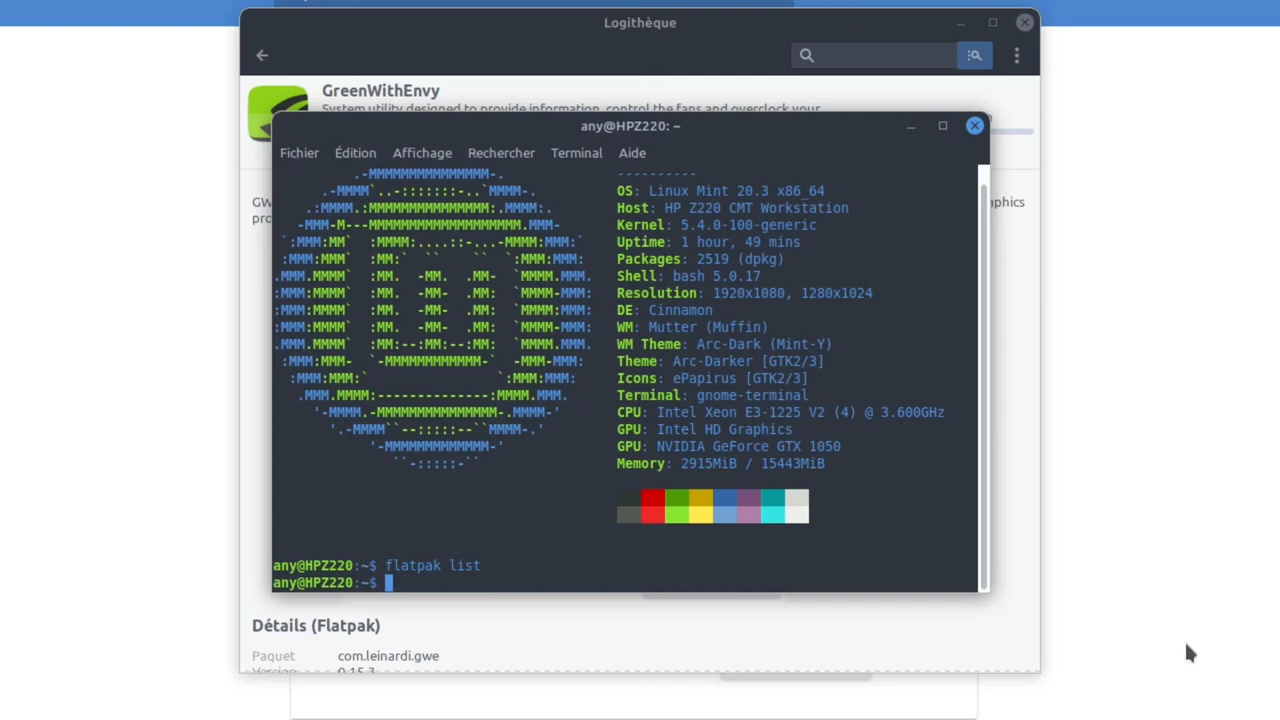 Logithèque
GreenWithEnvy
System utility designed to provide information, control the fans and overclock your
any@HPZ220: ~
Fichier Édition Affichage Rechercher Terminal Aide
----------
OS: Linux Mint 20.3 x86_64
Host: HP Z220 CMT Workstation
Kernel: 5.4.0-100-generic
Uptime: 1 hour, 49 mins
Packages: 2519 (dpkg)
Shell: bash 5.0.17
Resolution: 1920x1080, 1280x1024
DE: Cinnamon
WM: Mutter (Muffin)
WM Theme: Arc-Dark (Mint-Y)
Theme: Arc-Darker [GTK2/3]
Icons: ePapirus [GTK2/3]
Terminal: gnome-terminal
CPU: Intel Xeon E3-1225 V2 (4) @ 3.600GHz
GPU: Intel HD Graphics
GPU: NVIDIA GeForce GTX 1050
Memory: 2915MiB / 15443MiB
any@HPZ220:~$ flatpak list
any@HPZ220:~$
Détails (Flatpak)
Paquet com.leinardi.gwe
Version 0.15.3